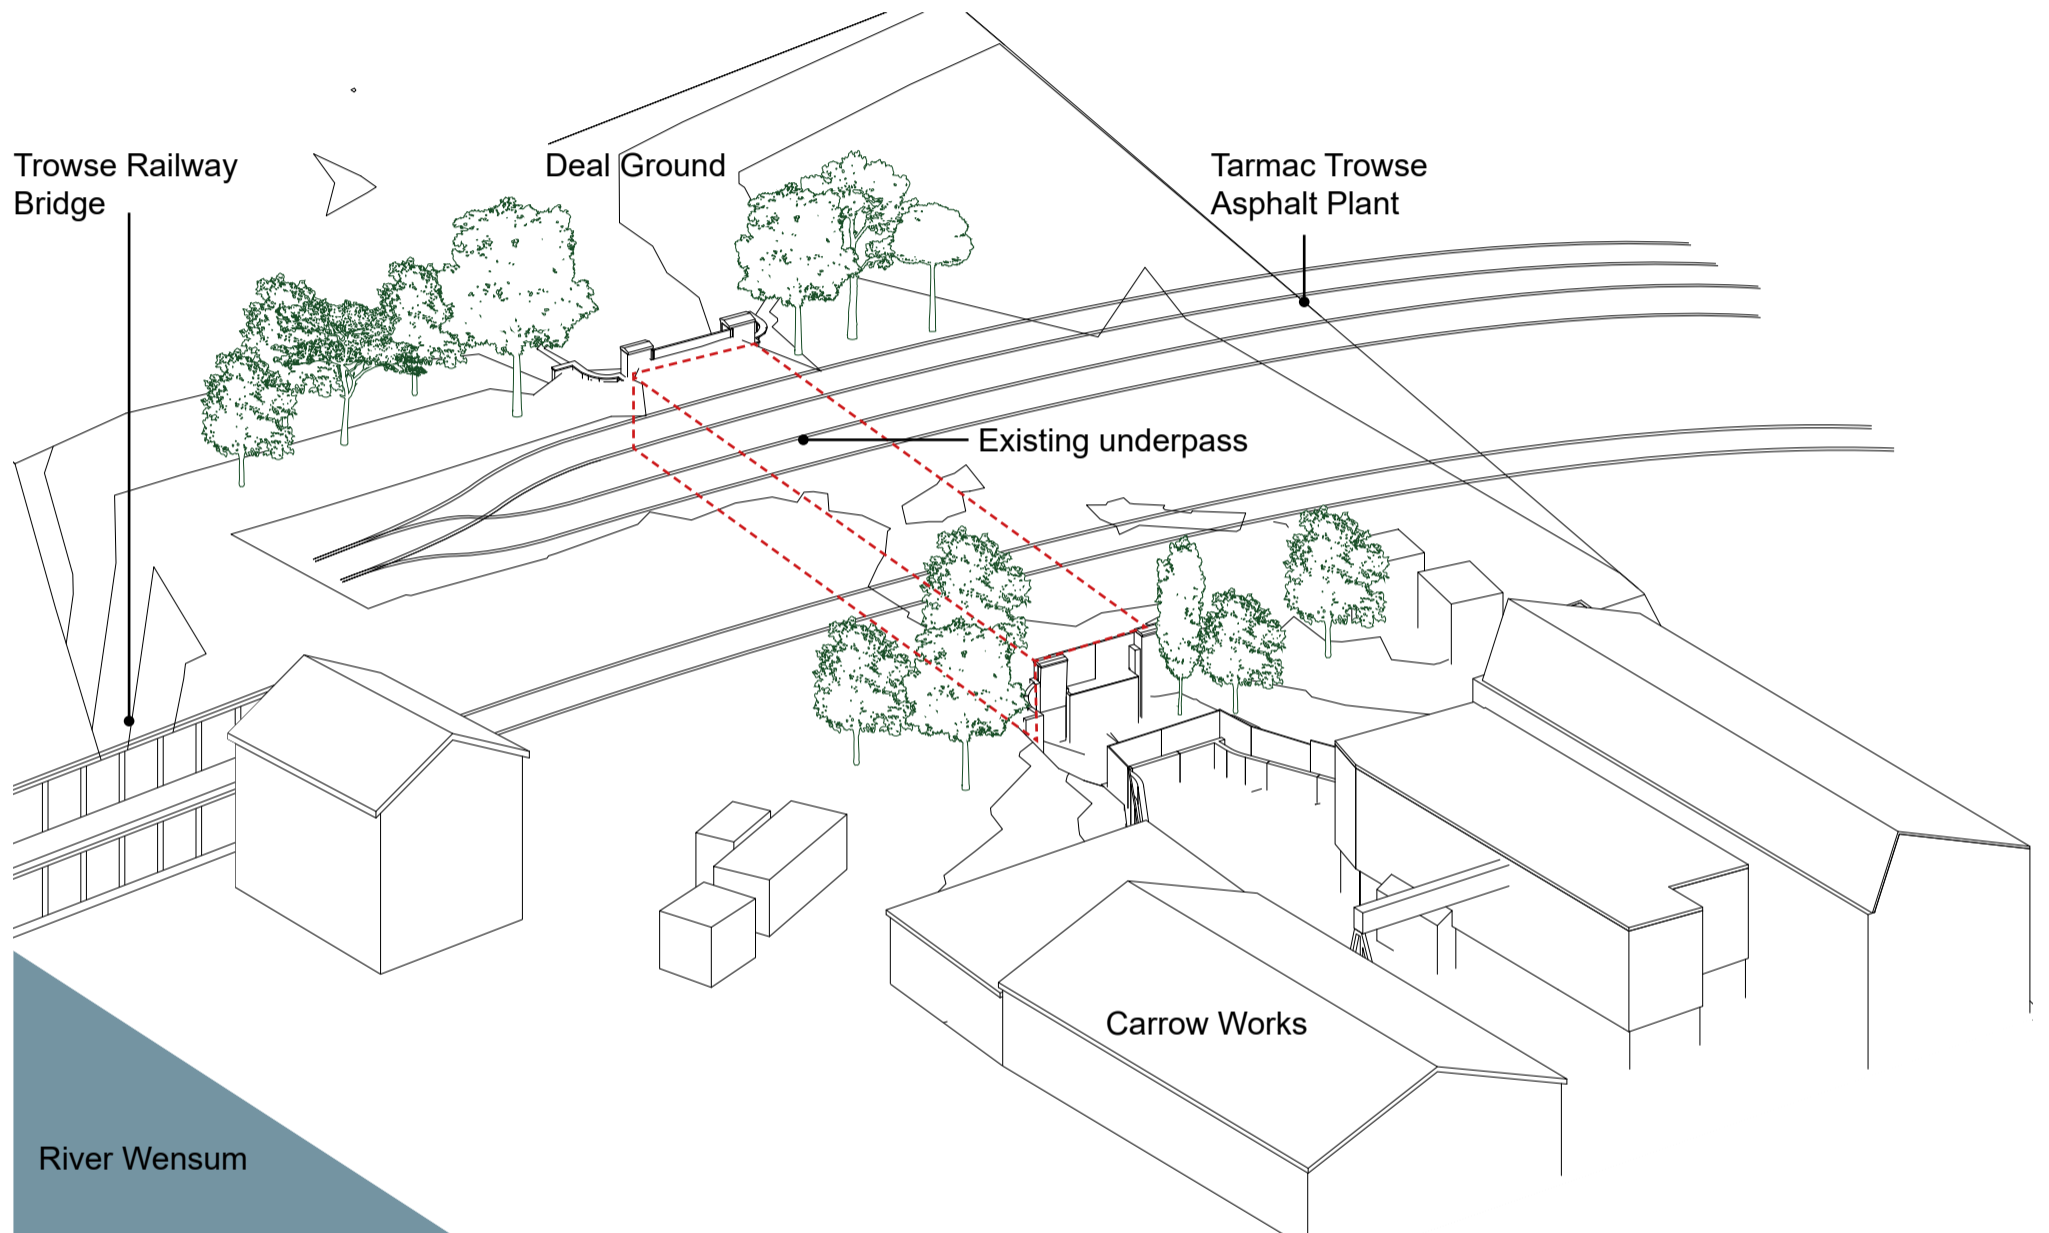 Trowse Railway
Bridge
Deal Ground
Tarmac Trowse
Asphalt Plant
Existing underpass
Carrow Works
River Wensum